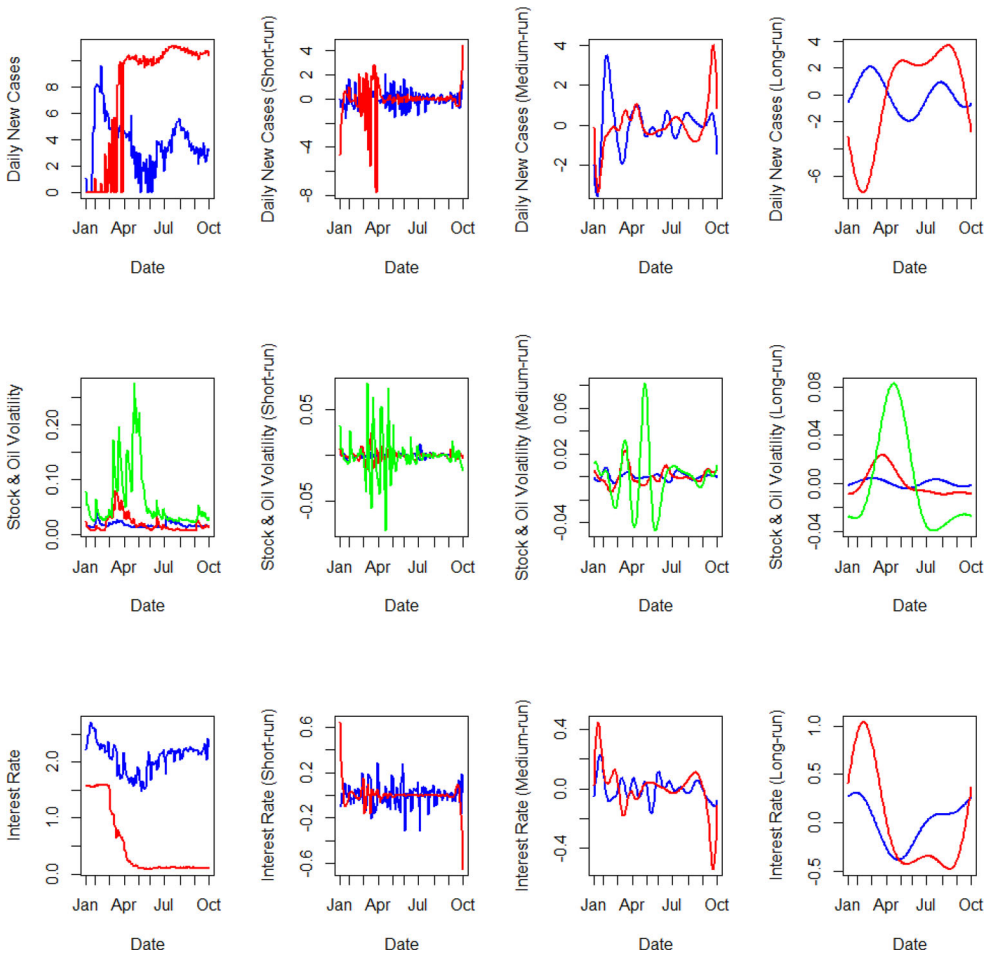 Daily New Cases
0 2 4 6 8
Jan Apr Jul Oct
Date
Daily New Cases (Short-run)
-8 -4 0 2 4
Jan Apr Jul Oct
Date
Daily New Cases (Medium-run)
-2 0 2 4
Jan Apr Jul Oct
Date
Daily New Cases (Long-run)
-6 -2 0 2 4
Jan Apr Jul Oct
Date
Stock & Oil Volatility
0.00 0.10 0.20
Jan Apr Jul Oct
Date
Stock & Oil Volatility (Short-run)
-0.05 0.05
Jan Apr Jul Oct
Date
Stock & Oil Volatility (Medium-run)
-0.04 0.02 0.06
Jan Apr Jul Oct
Date
Stock & Oil Volatility (Long-run)
-0.04 0.00 0.04 0.08
Jan Apr Jul Oct
Date
Interest Rate
0.0 1.0 2.0
Jan Apr Jul Oct
Date
Interest Rate (Short-run)
-0.6 -0.2 0.2 0.6
Jan Apr Jul Oct
Date
Interest Rate (Medium-run)
-0.4 0.0 0.4
Jan Apr Jul Oct
Date
Interest Rate (Long-run)
-0.5 0.0 0.5 1.0
Jan Apr Jul Oct
Date